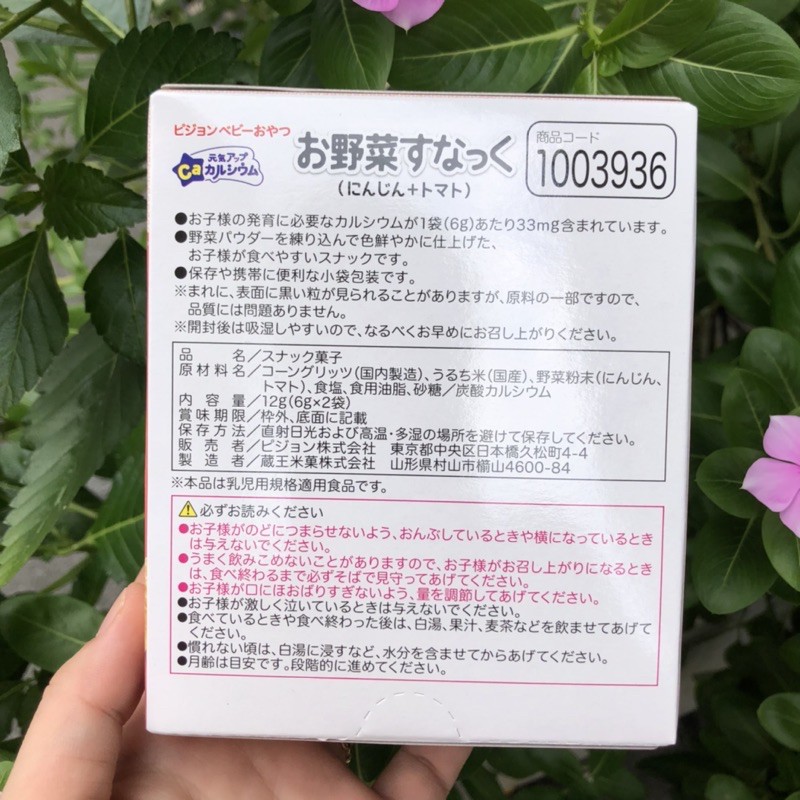 ピジョンベビーおやつ
元気アップ
Caカルシウム
お野菜すなっく
(にんじん+トマト)
商品コード
1003936
●お子様の発育に必要なカルシウムが1袋(6g)あたり33mg含まれています。
●野菜パウダーを練り込んで色鮮やかに仕上げた、
お子様が食べやすいスナックです。
●保存や携帯に便利な小袋包装です。
※まれに、表面に黒い粒が見られることがありますが、原料の一部ですので、
品質には問題ありません。
※開封後は吸湿しやすいので、なるべくお早めにお召し上がりください。
品名/スナック菓子
原材料名/コーングリッツ(国内製造)、うるち米(国産)、野菜粉末(にんじん、
トマト)、食塩、食用油脂、砂糖/炭酸カルシウム
内容量/12g(6g×2袋)
賞味期限/枠外、底面に記載
保存方法/直射日光および高温・多湿の場所を避けて保存してください。
販売者/ピジョン株式会社 東京都中央区日本橋久松町4-4
製造者/蔵王米菓株式会社 山形県村山市櫤山4600-84
※本品は乳児用規格適用食品です。
⚠必ずお読みください
●お子様がのどにつまらせないよう、おんぶしているときや横になっているとき
は与えないでください。
●うまく飲みこめないことがありますので、お子様がお召し上がりになるとき
は、食べ終わるまで必ずそばで見守ってあげてください。
●お子様が口にほおばりすぎないよう、量を調節してあげてください。
●お子様が激しく泣いているときは与えないでください。
●食べているときや食べ終わった後は、白湯、果汁、麦茶などを飲ませてあげて
ください。
●慣れない頃は、白湯に浸すなど、水分を含ませてからあげてください。
●月齢は目安です。段階的に進めてください。